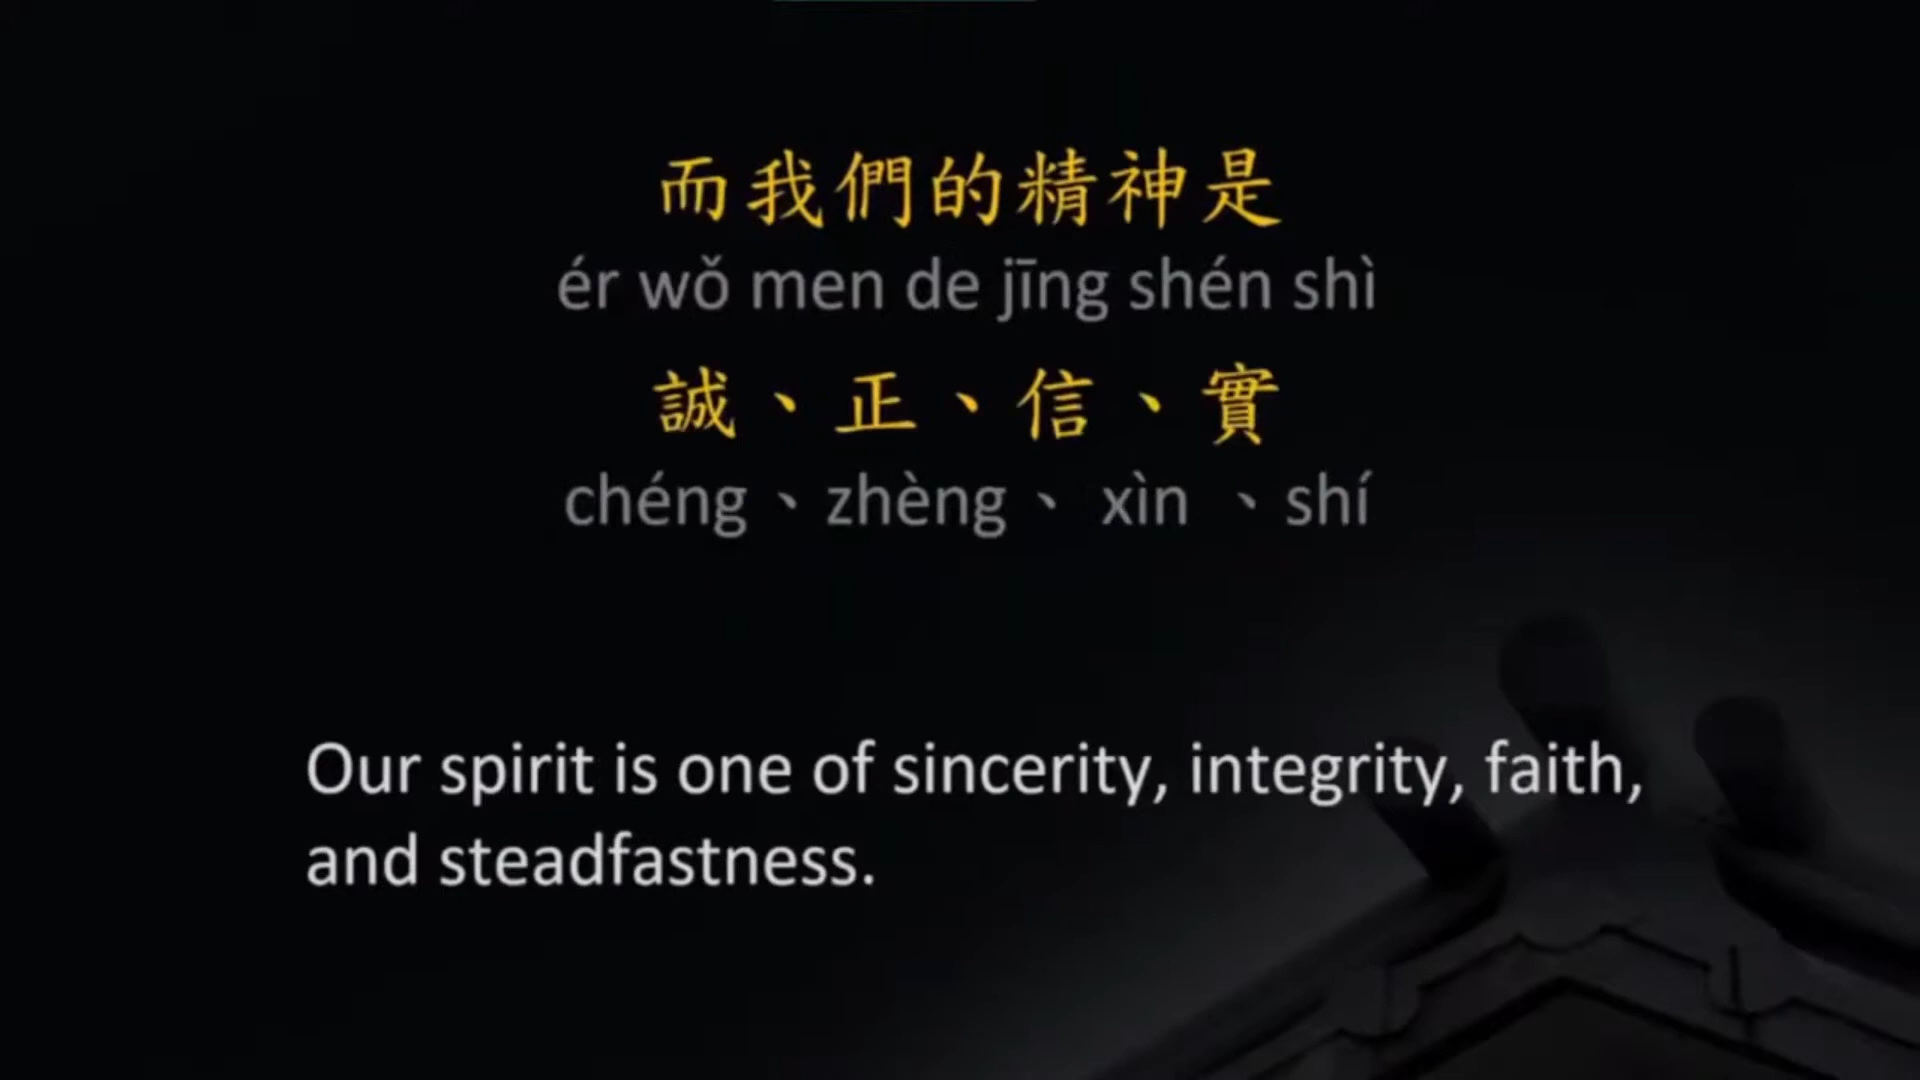 而我們的精神是
ér wǒ men de jīng shén shì
誠、正、信、實
chéng、zhèng、 xìn 、shí
Our spirit is one of sincerity, integrity, faith,
and steadfastness.